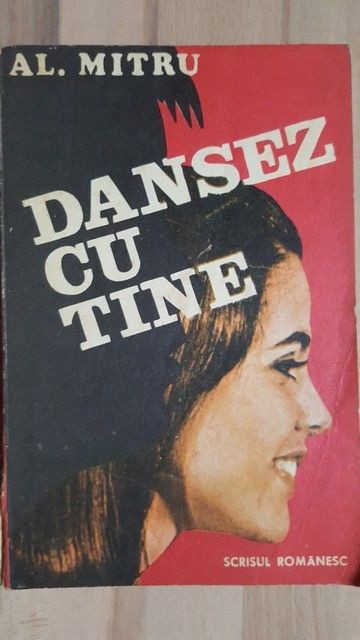 AL. MITRU
DANSEZ
CU
TINE
SCRISUL ROMÂNESC